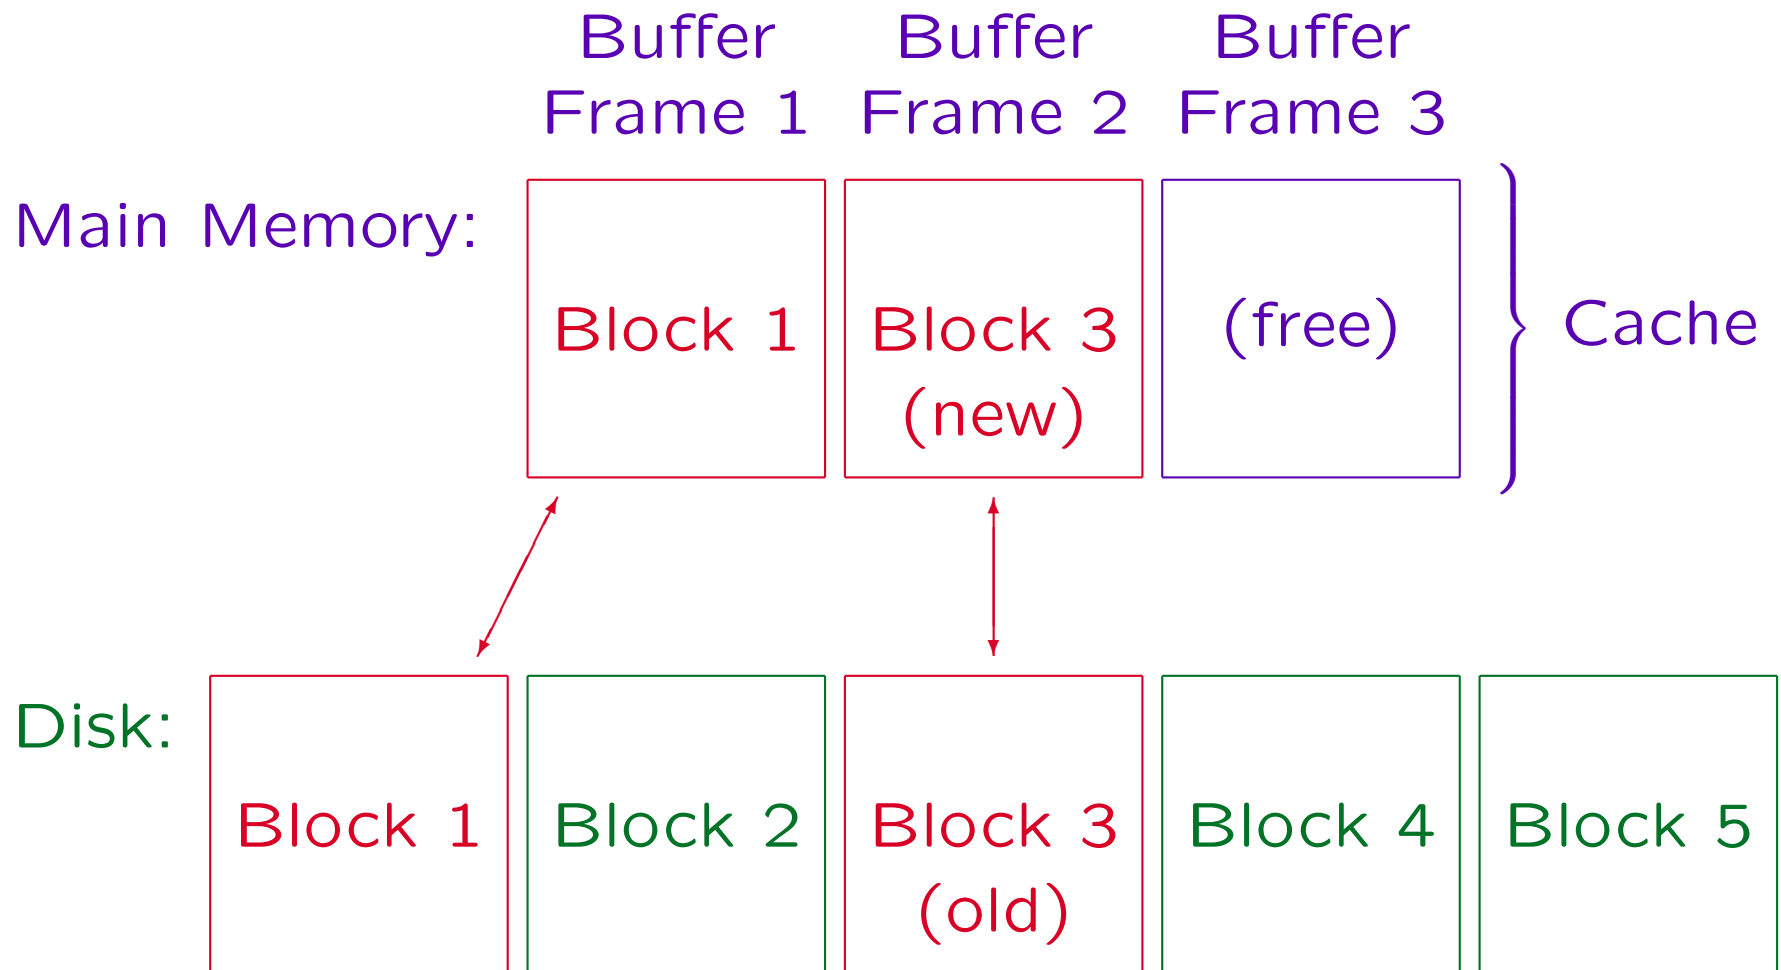 Buffer Buffer Buffer
Frame 1 Frame 2 Frame 3
Main Memory:
Block 1 Block 3 (free) Cache
(new)
Disk:
Block 1 Block 2 Block 3 Block 4 Block 5
(old)